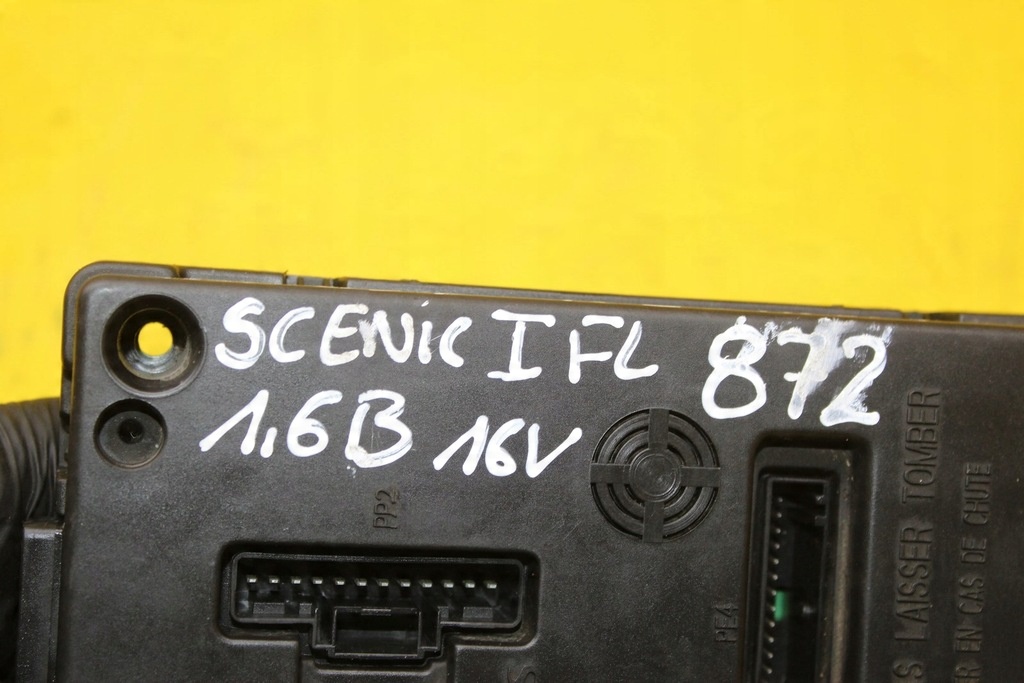 SCENIC I FL 872
1,6B 16V
PP2
PE4
LAISSER TOMBER
EN CAS DE CHUTE